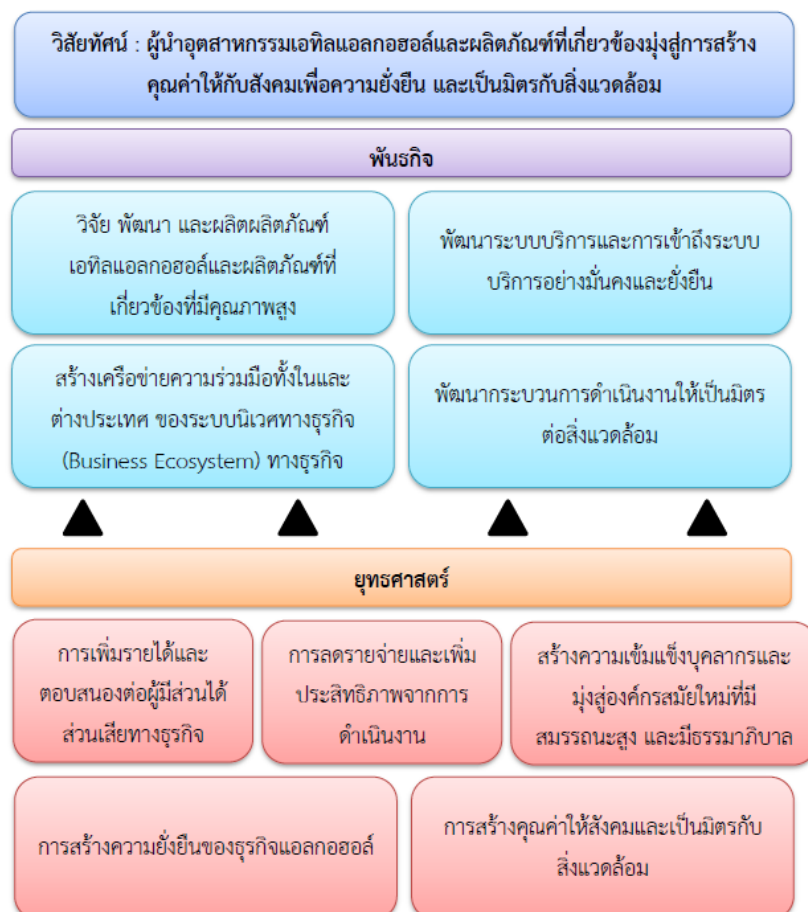 วิสัยทัศน์ : ผู้นำอุตสาหกรรมเอทิลแอลกอฮอล์และผลิตภัณฑ์ที่เกี่ยวข้องมุ่งสู่การสร้าง
คุณค่าให้กับสังคมเพื่อความยั่งยืน และเป็นมิตรกับสิ่งแวดล้อม
พันธกิจ
วิจัย พัฒนา และผลิตผลิตภัณฑ์
เอทิลแอลกอฮอล์และผลิตภัณฑ์ที่
เกี่ยวข้องที่มีคุณภาพสูง
พัฒนาระบบบริการและการเข้าถึงระบบ
บริการอย่างมั่นคงและยั่งยืน
สร้างเครือข่ายความร่วมมือทั้งในและ
ต่างประเทศ ของระบบนิเวศทางธุรกิจ
(Business Ecosystem) ทางธุรกิจ
พัฒนากระบวนการดำเนินงานให้เป็นมิตร
ต่อสิ่งแวดล้อม
ยุทธศาสตร์
การเพิ่มรายได้และ
ตอบสนองต่อผู้มีส่วนได้
ส่วนเสียทางธุรกิจ
การลดรายจ่ายและเพิ่ม
ประสิทธิภาพจากการ
ดำเนินงาน
สร้างความเข้มแข็งบุคลากรและ
มุ่งสู่องค์กรสมัยใหม่ที่มี
สมรรถนะสูง และมีธรรมาภิบาล
การสร้างความยั่งยืนของธุรกิจแอลกอฮอล์
การสร้างคุณค่าให้สังคมและเป็นมิตรกับ
สิ่งแวดล้อม